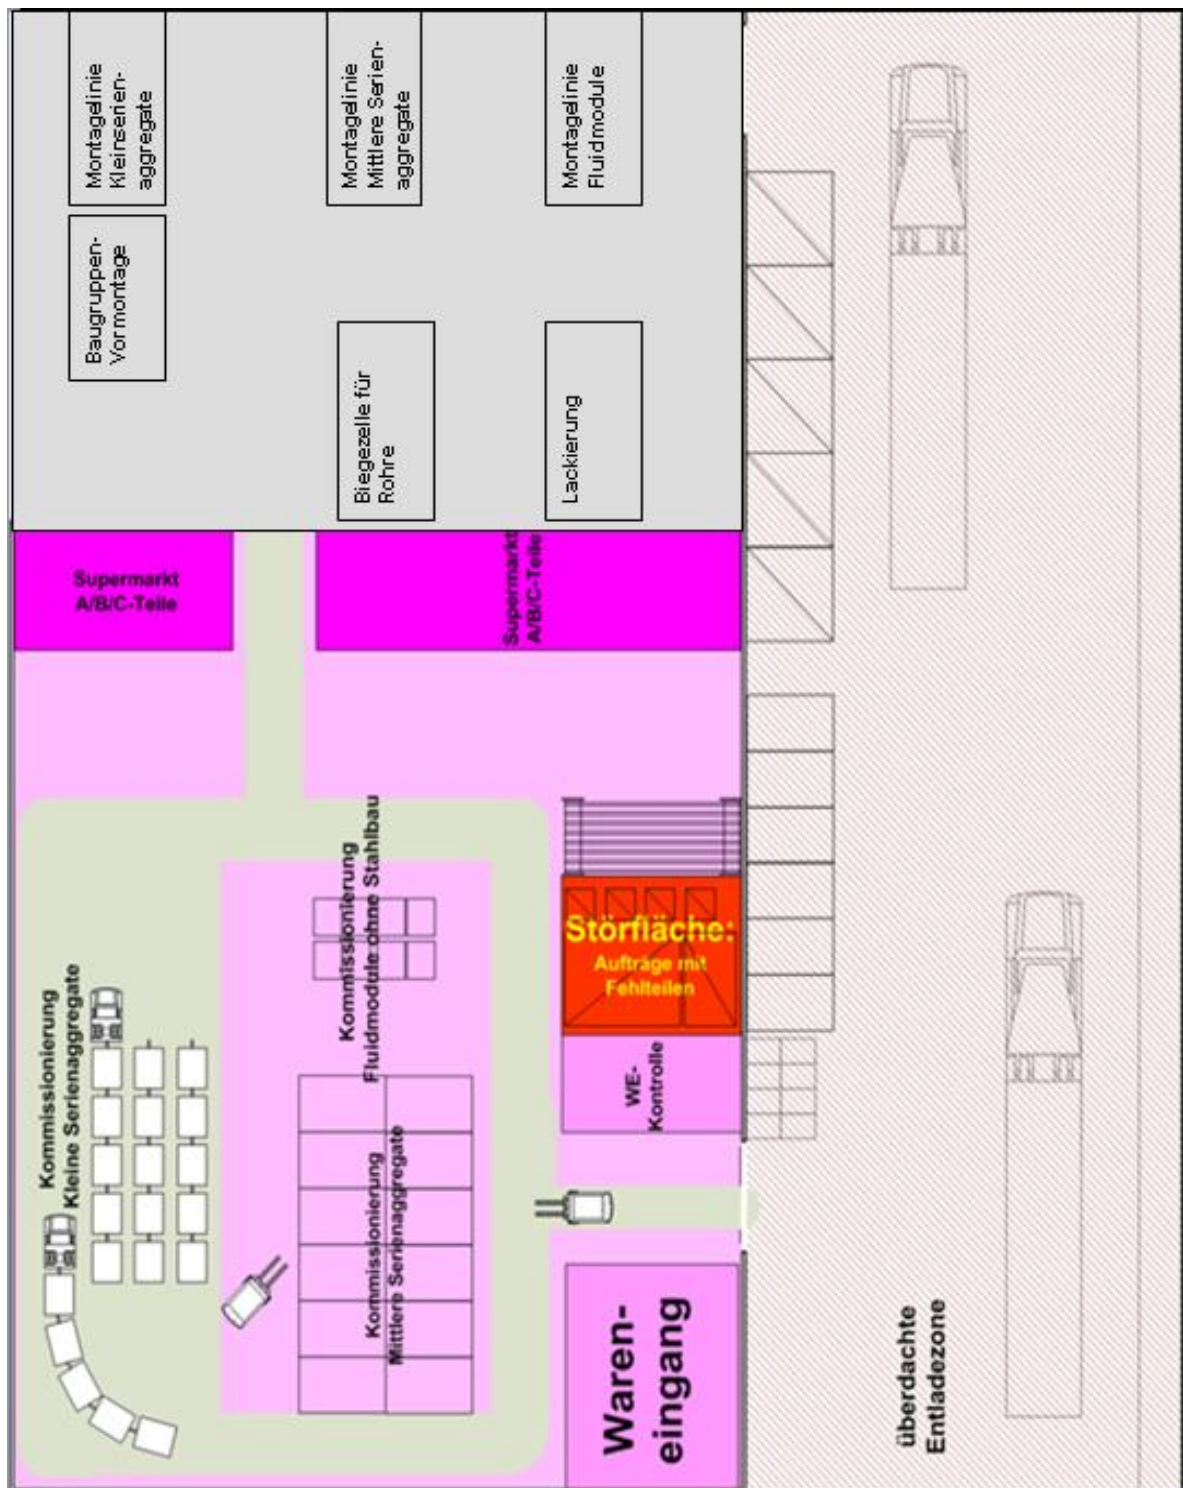 Montagelinie
Kleinserien-
aggregate
Montagelinie
Mittlere Serien-
aggregate
Montagelinie
Fluidmodule
Baugruppen-
Vormontage
Biegezelle für
Rohre
Lackierung
Supermarkt
A/B/C-Teile
Supermarkt
A/B/C-Teile
Kommissionierung
Fluidmodule ohne Stahlbau
Störfläche:
Aufträge mit
Fehlteilen
Kommissionierung
Kleine Serienaggregate
WE-
Kontrolle
Kommissionierung
Mittlere Serienaggregate
Waren-
eingang
überdachte
Entladezone